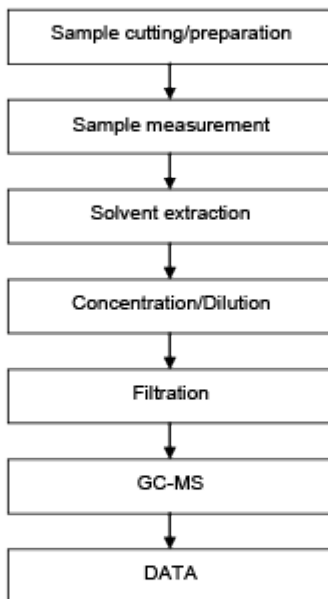 Sample cutting/preparation
Sample measurement
Solvent extraction
Concentration/Dilution
Filtration
GC-MS
DATA